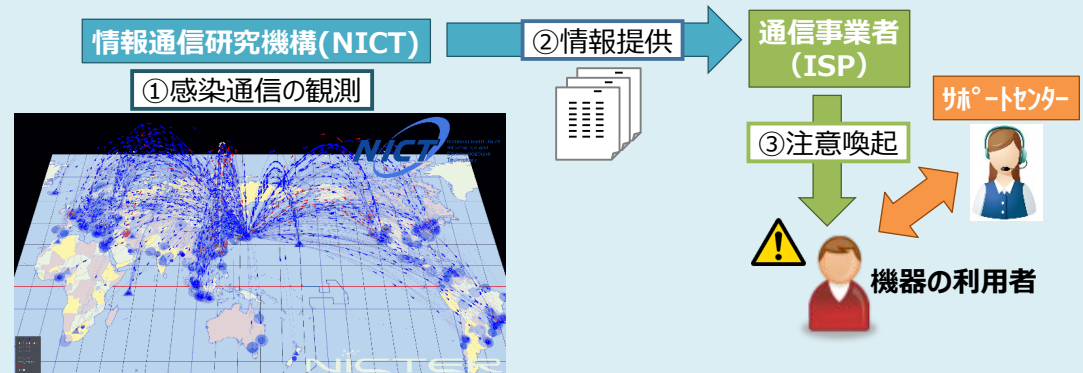 情報通信研究機構(NICT)
①感染通信の観測
②情報提供
通信事業者
（ISP）
サポートセンター
③注意喚起
機器の利用者
NICT
NICTER